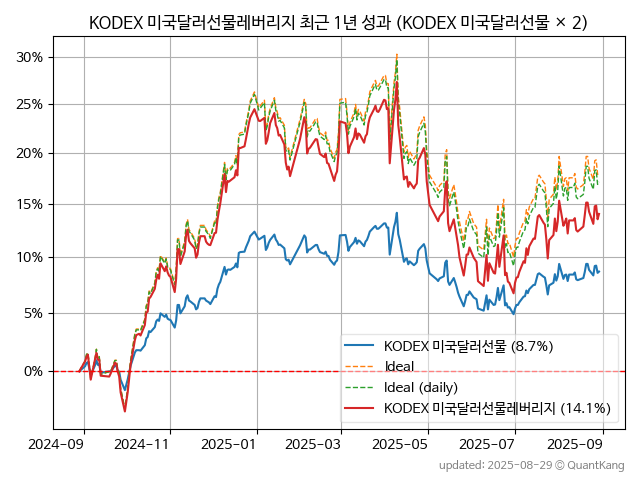 KODEX 미국달러선물레버리지 최근 1년 성과 (KODEX 미국달러선물 × 2)
30%
25%
20%
15%
10%
5%
0%
KODEX 미국달러선물 (8.7%)
Ideal
Ideal (daily)
KODEX 미국달러선물레버리지 (14.1%)
2024-09 2024-11 2025-01 2025-03 2025-05 2025-07 2025-09
updated: 2025-08-29 © QuantKang